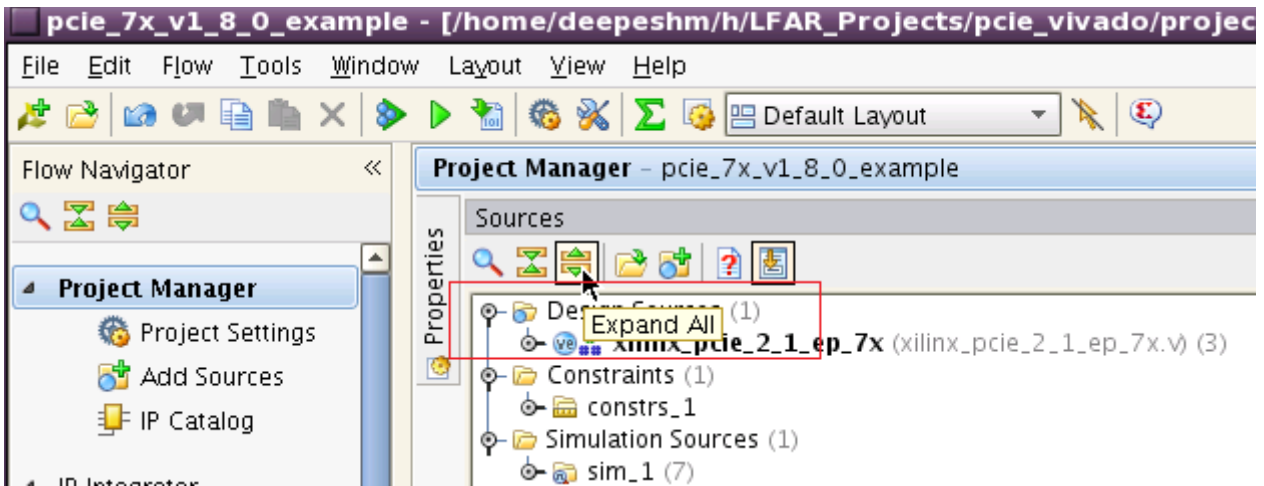 pcie_7x_v1_8_0_example - [/home/deepeshm/h/LFAR_Projects/pcie_vivado/projec
File Edit Flow Tools Window Layout View Help
Default Layout
Flow Navigator
Project Manager – pcie_7x_v1_8_0_example
Properties
Sources
Project Manager
Project Settings
Add Sources
IP Catalog
Design Sources (1)
Expand All
xilinx_pcie_2_1_ep_7x (xilinx_pcie_2_1_ep_7x.v) (3)
Constraints (1)
constrs_1
Simulation Sources (1)
sim_1 (7)
IP Integrator